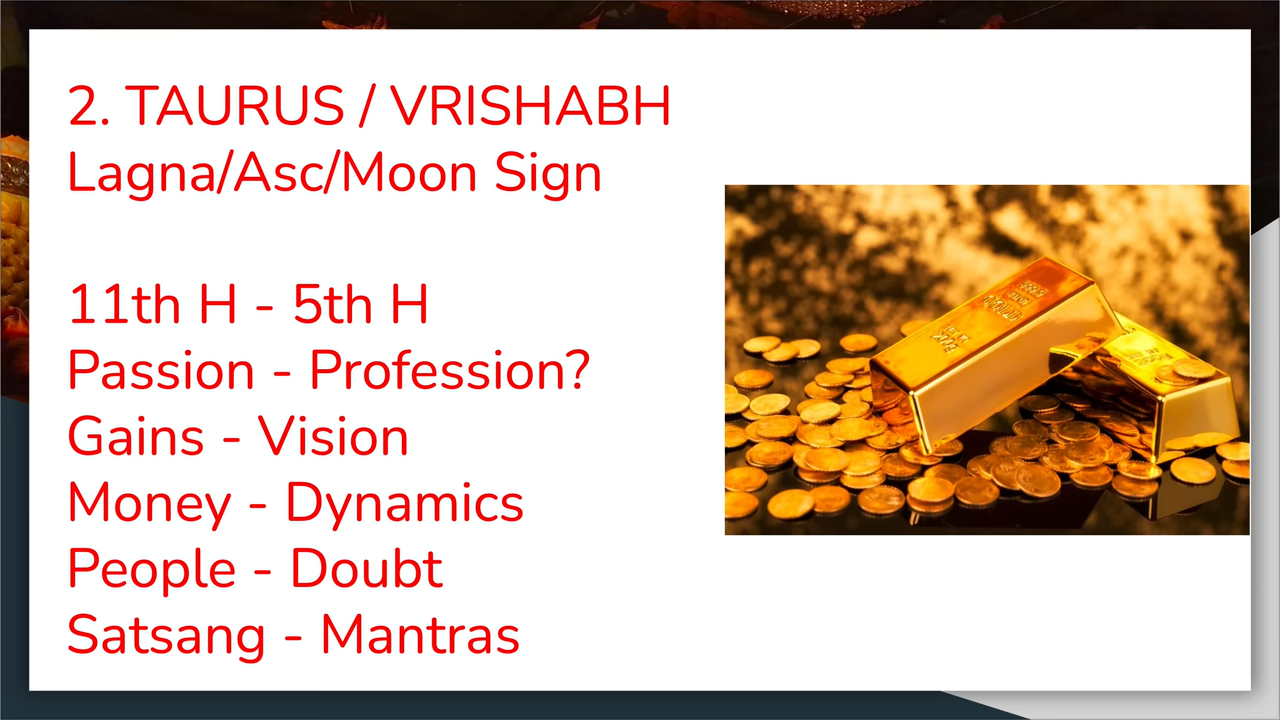 2. TAURUS / VRISHABH
Lagna/Asc/Moon Sign
11th H - 5th H
Passion - Profession?
Gains - Vision
Money - Dynamics
People - Doubt
Satsang - Mantras